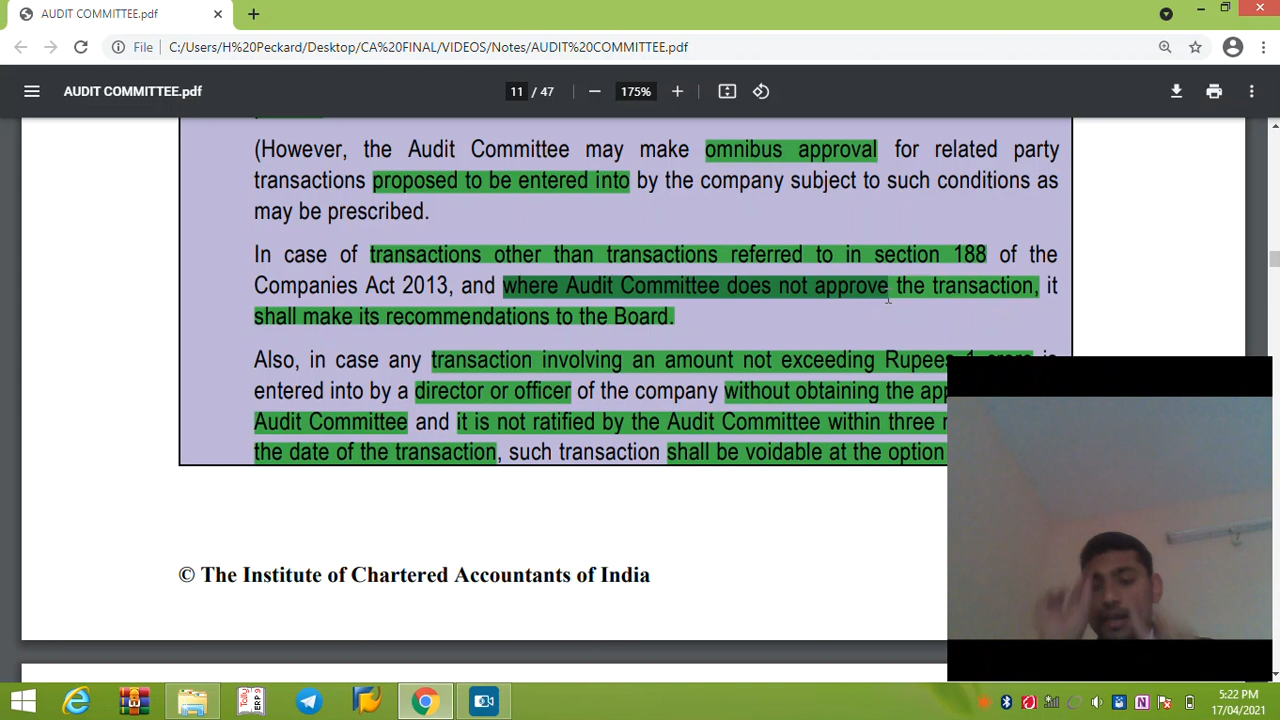 AUDIT COMMITTEE.pdf
File C:/Users/H%20Peckard/Desktop/CA%20FINAL/VIDEOS/Notes/AUDIT%20COMMITTEE.pdf
AUDIT COMMITTEE.pdf 11 / 47 175%
(However, the Audit Committee may make omnibus approval for related party
transactions proposed to be entered into by the company subject to such conditions as
may be prescribed.
In case of transactions other than transactions referred to in section 188 of the
Companies Act 2013, and where Audit Committee does not approve the transaction, it
shall make its recommendations to the Board.
Also, in case any transaction involving an amount not exceeding Rupees 1 crore is
entered into by a director or officer of the company without obtaining the
Audit Committee and it is not ratified by the Audit Committee within three
the date of the transaction, such transaction shall be voidable at the option
© The Institute of Chartered Accountants of India
Tally
ERP 9
N
5:22 PM
17/04/2021